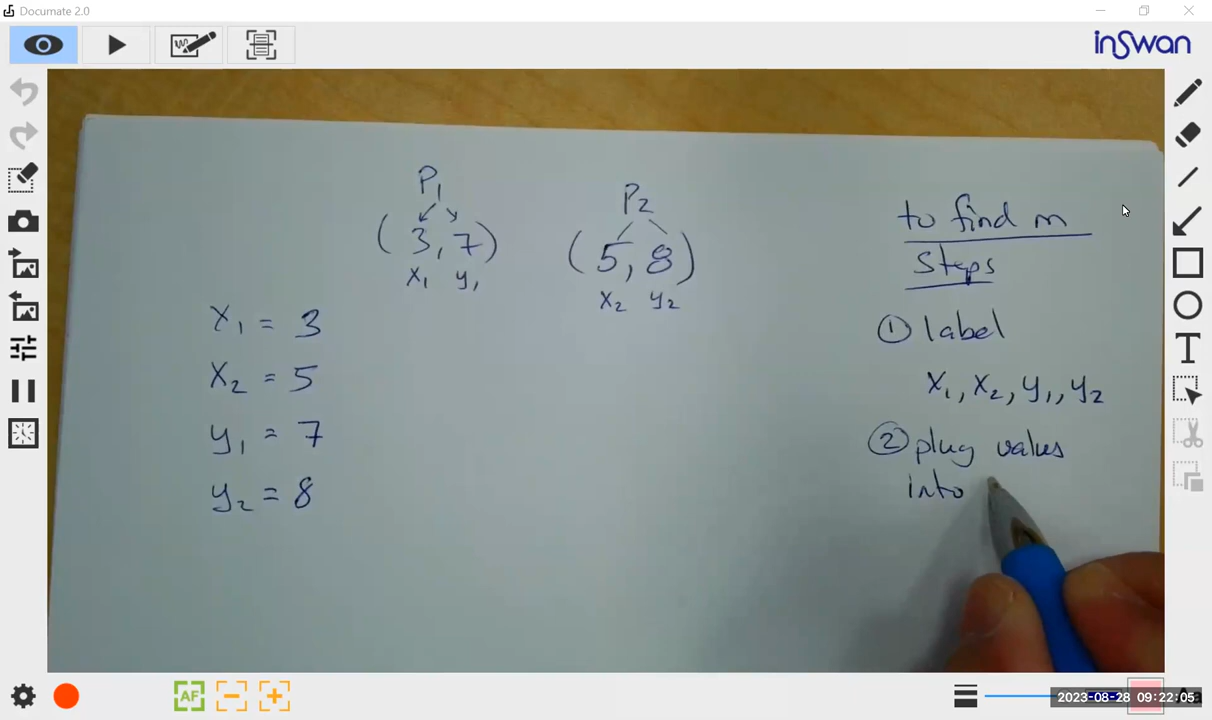 Documate 2.0
inswan
P1
(3,7)
x1 y1
P2
(5,8)
x2 y2
x1 = 3
x2 = 5
y1 = 7
y2 = 8
to find m
Steps
① label
x1, x2, y1, y2
② plug values
into
T
AF
2023-08-28 09:22:05